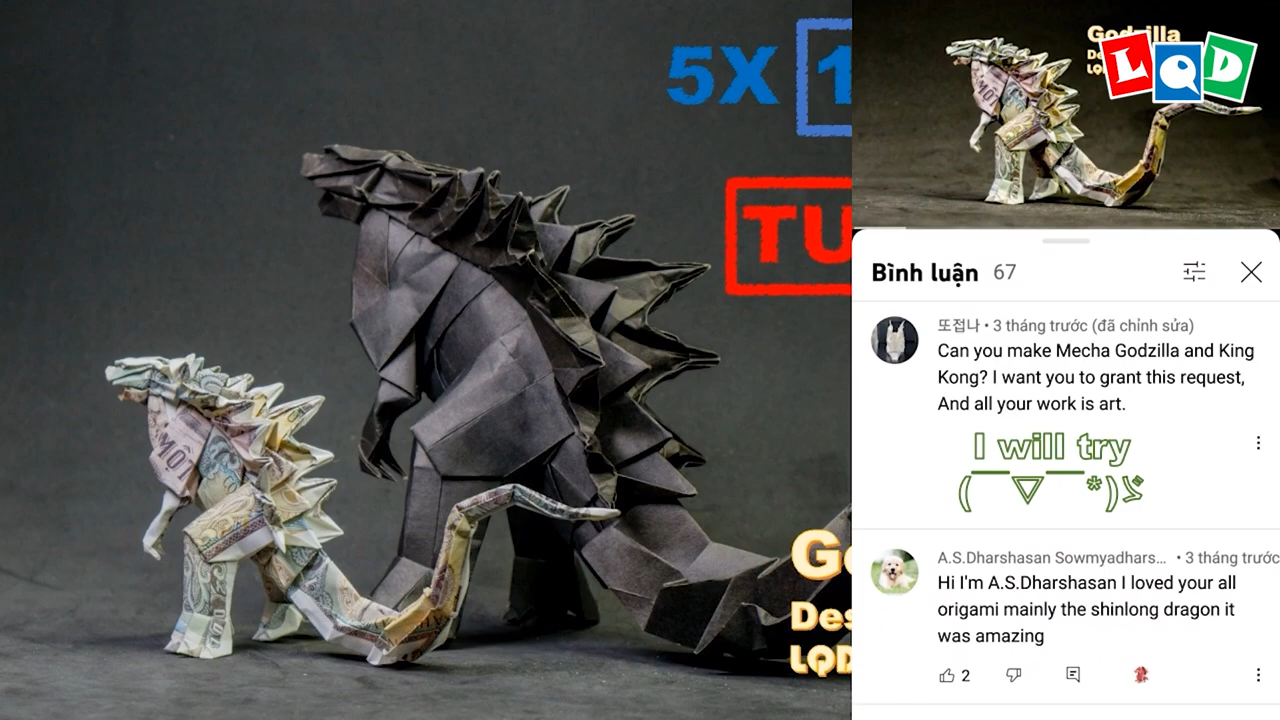 5X 1
TU
MỘT
LQD
Godzilla
LQD
MỘT
Bình luận 67
또접나 • 3 tháng trước (đã chỉnh sửa)
Can you make Mecha Godzilla and King
Kong? I want you to grant this request,
And all your work is art.
I will try
(￣▽￣*)ゞ
A.S.Dharshasan Sowmyadhars... • 3 tháng trước
Hi I'm A.S.Dharshasan I loved your all
origami mainly the shinlong dragon it
was amazing
2